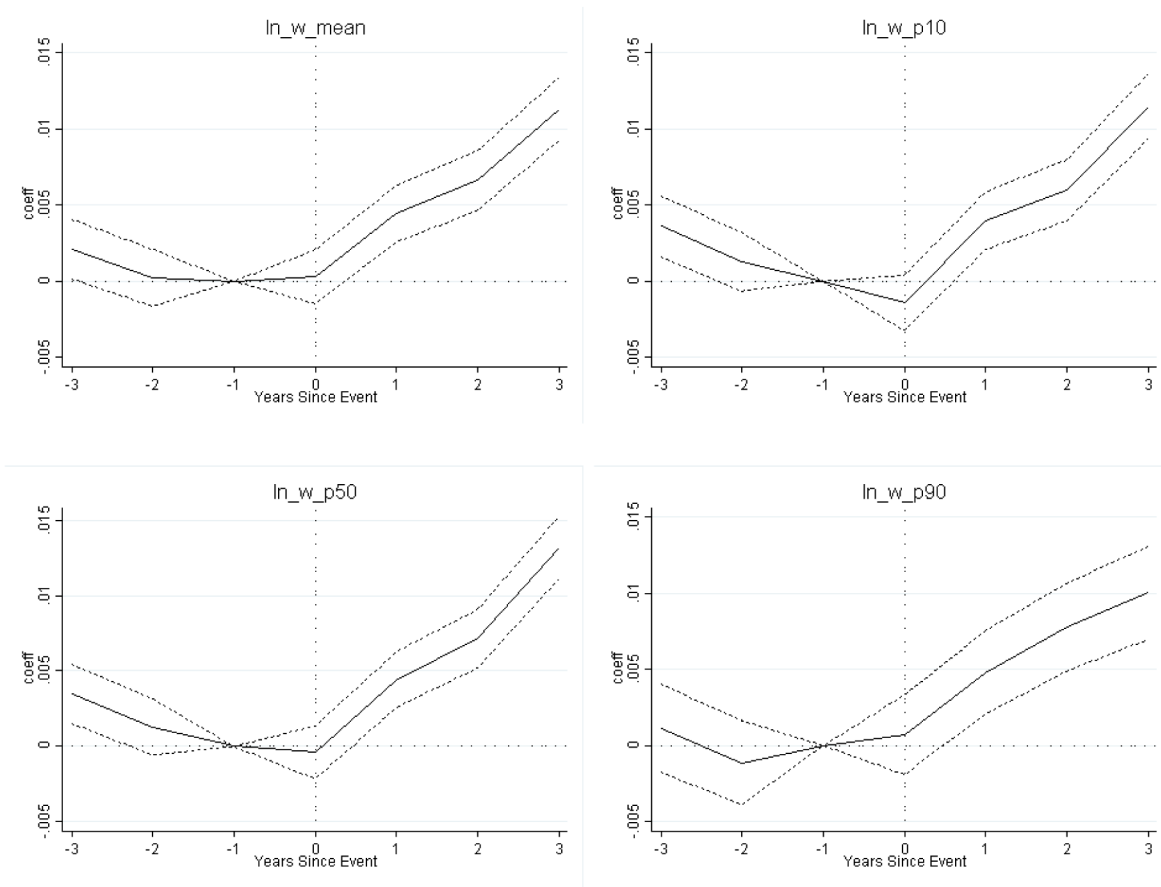 ln_w_mean
.015
.01
.005
0
-.005
coeff
-3 -2 -1 0 1 2 3
Years Since Event
ln_w_p10
.015
.01
.005
0
-.005
coeff
-3 -2 -1 0 1 2 3
Years Since Event
ln_w_p50
.015
.01
.005
0
-.005
coeff
-3 -2 -1 0 1 2 3
Years Since Event
ln_w_p90
.015
.01
.005
0
-.005
coeff
-3 -2 -1 0 1 2 3
Years Since Event